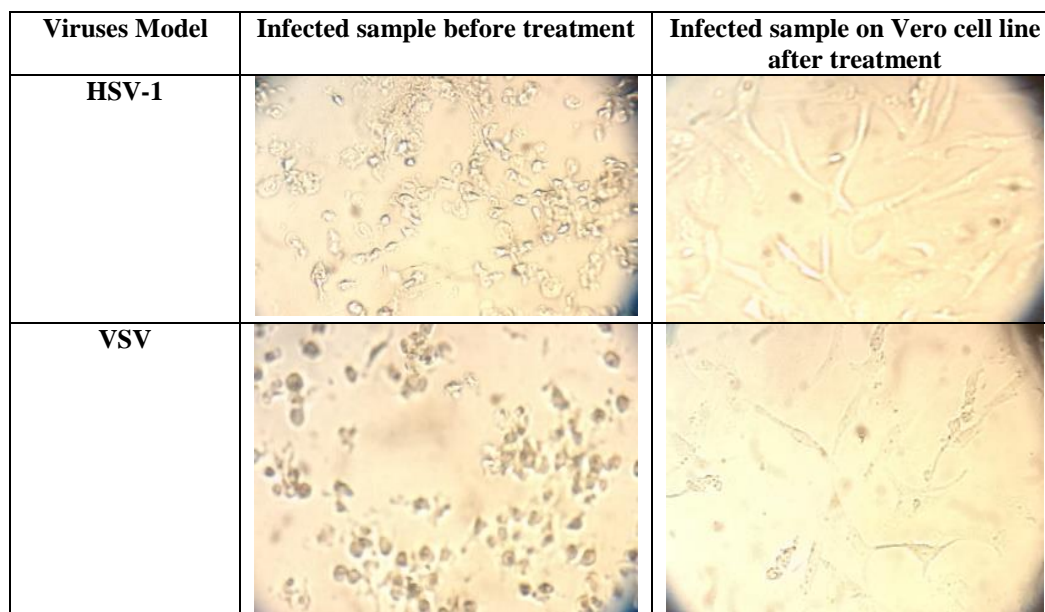 Viruses Model
Infected sample before treatment
Infected sample on Vero cell line
after treatment
HSV-1
VSV